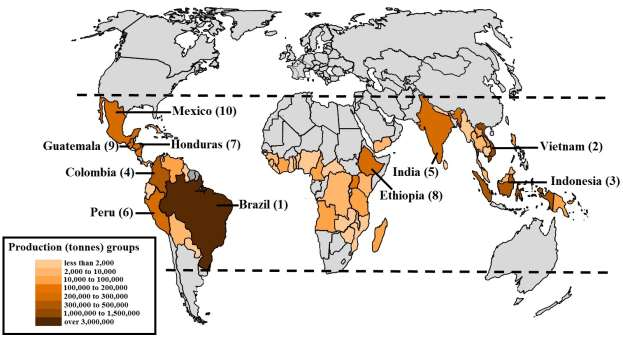 Mexico (10)
Guatemala (9)
Honduras (7)
Vietnam (2)
Colombia (4)
India (5)
Indonesia (3)
Ethiopia (8)
Peru (6)
Brazil (1)
Production (tonnes) groups
less than 2,000
2,000 to 10,000
10,000 to 100,000
100,000 to 200,000
200,000 to 300,000
300,000 to 500,000
1,000,000 to 1,500,000
over 3,000,000